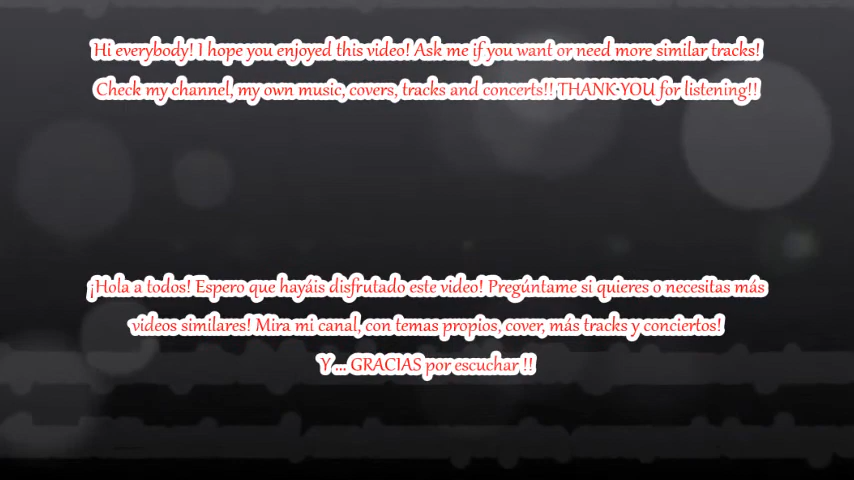 Hi everybody! I hope you enjoyed this video! Ask me if you want or need more similar tracks!
Check my channel, my own music, covers, tracks and concerts!! THANK YOU for listening!!
¡Hola a todos! Espero que hayáis disfrutado este video! Pregúntame si quieres o necesitas más
videos similares! Mira mi canal, con temas propios, cover, más tracks y conciertos!
Y ... GRACIAS por escuchar !!